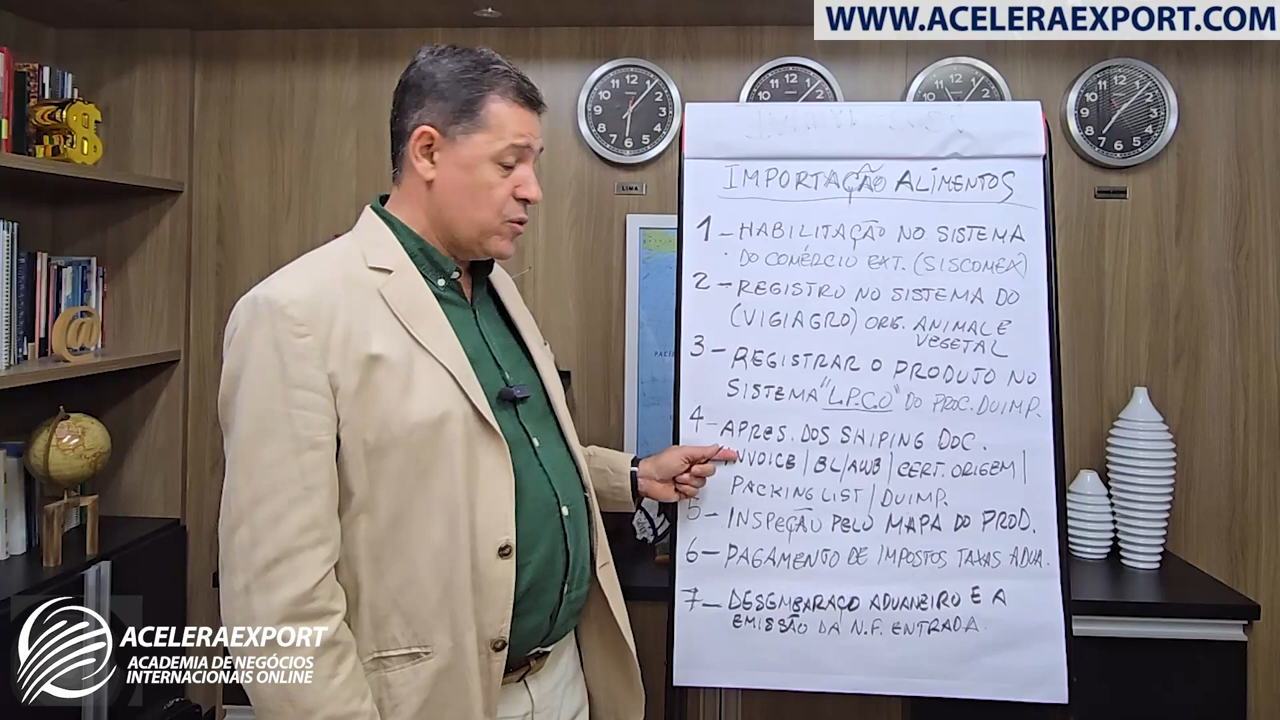 WWW.ACELERAEXPORT.COM
LIMA
IMPORTAÇÃO ALIMENTOS
1 - HABILITAÇÃO NO SISTEMA
DO COMÉRCIO EXT. (SISCOMEX)
2 - REGISTRO NO SISTEMA DO
(VIGIAGRO) ORG. ANIMAL E
VEGETAL
3 - REGISTRAR O PRODUTO NO
SISTEMA "L.P.C.O" DO PROC. DUIMP.
4 - APRES. DOS SHIPING DOC.
INVOICE / BL/AWB / CERT. ORIGEM /
PACKING LIST / DUIMP.
5 - INSPEÇÃO PELO MAPA DO PROD.
6 - PAGAMENTO DE IMPOSTOS TAXAS ADUA.
7 - DESEMBARAÇO ADUANEIRO E A
EMISSÃO DA N.F. ENTRADA.
ACELERAEXPORT
ACADEMIA DE NEGÓCIOS
INTERNACIONAIS ONLINE